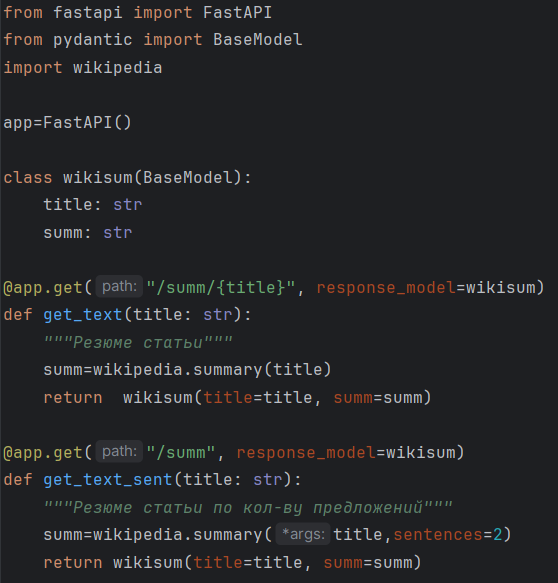 from fastapi import FastAPI
from pydantic import BaseModel
import wikipedia
app=FastAPI()
class wikisum(BaseModel):
    title: str
    summ: str
@app.get( path: "/summ/{title}", response_model=wikisum)
def get_text(title: str):
    """Резюме статьи"""
    summ=wikipedia.summary(title)
    return  wikisum(title=title, summ=summ)
@app.get( path: "/summ", response_model=wikisum)
def get_text_sent(title: str):
    """Резюме статьи по кол-ву предложений"""
    summ=wikipedia.summary( *args: title,sentences=2)
    return wikisum(title=title, summ=summ)